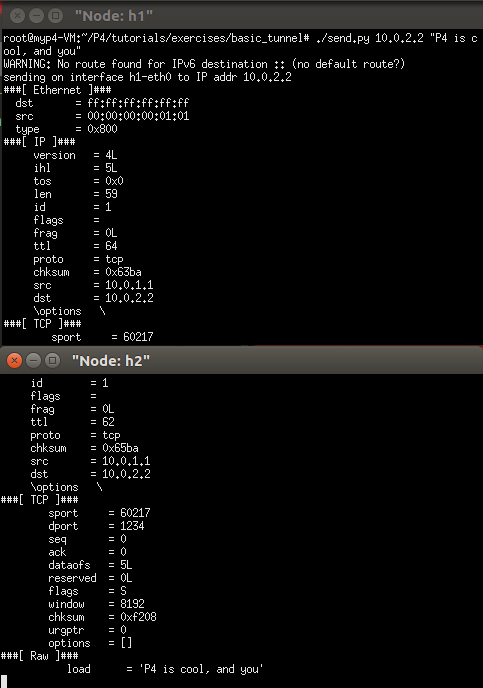 "Node: h1"
root@myp4-VM:~/P4/tutorials/exercises/basic_tunnel# ./send.py 10.0.2.2 "P4 is c
ool, and you"
WARNING: No route found for IPv6 destination :: (no default route?)
sending on interface h1-eth0 to IP addr 10.0.2.2
###[ Ethernet ]###
  dst       = ff:ff:ff:ff:ff:ff
  src       = 00:00:00:00:01:01
  type      = 0x800
###[ IP ]###
     version   = 4L
     ihl       = 5L
     tos       = 0x0
     len       = 59
     id        = 1
     flags     =
     frag      = 0L
     ttl       = 64
     proto     = tcp
     chksum    = 0x63ba
     src       = 10.0.1.1
     dst       = 10.0.2.2
     \options   \
###[ TCP ]###
        sport     = 60217
"Node: h2"
     id        = 1
     flags     =
     frag      = 0L
     ttl       = 62
     proto     = tcp
     chksum    = 0x65ba
     src       = 10.0.1.1
     dst       = 10.0.2.2
     \options   \
###[ TCP ]###
        sport     = 60217
        dport     = 1234
        seq       = 0
        ack       = 0
        dataofs   = 5L
        reserved  = 0L
        flags     = S
        window    = 8192
        chksum    = 0xf208
        urgptr    = 0
        options   = []
###[ Raw ]###
           load      = 'P4 is cool, and you'